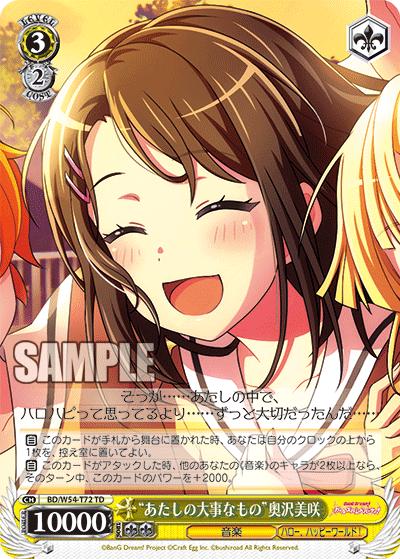 LEVEL
3
2
COST
SAMPLE
そっか……あたしの中で、
ハロハピって思ってるより……ずっと大切だったんだ……
自 このカードが手札から舞台に置かれた時、あなたは自分のクロックの上から
1枚を、控え室に置いてよい。
自 このカードがアタックした時、他のあなたの《音楽》のキャラが2枚以上なら、
そのターン中、このカードのパワーを+2000。
CH BD/W54-T72 TD
10000
SOUL
“あたしの大事なもの”奥沢美咲
音楽
ハロー、ハッピーワールド!
©BanG Dream! Project ©Craft Egg Inc. ©bushiroad All Rights Reserved.